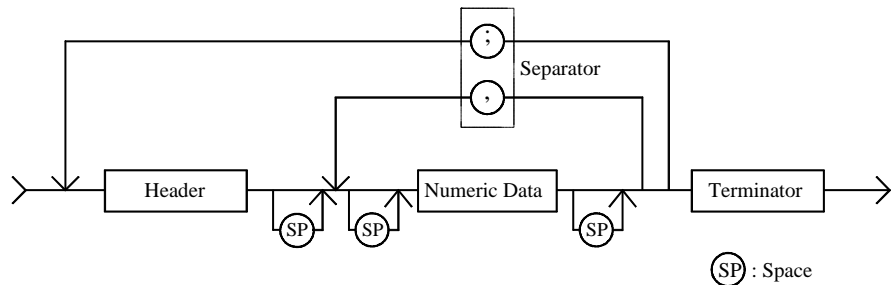 ;
Separator
,
Header
Numeric Data
Terminator
SP
SP
SP
SP : Space